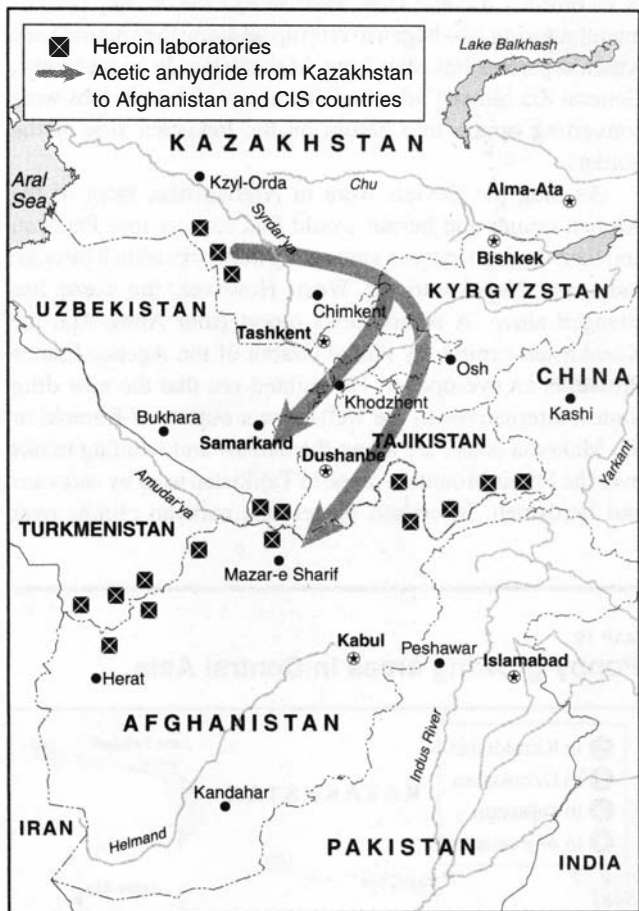 Heroin laboratories
Acetic anhydride from Kazakhstan
to Afghanistan and CIS countries
Lake Balkhash
KAZAKHSTAN
Aral
Sea
Kzyl-Orda
Chu
Alma-Ata
Syrdar'ya
Bishkek
UZBEKISTAN
Chimkent
KYRGYZSTAN
Tashkent
Osh
CHINA
Khodzhent
Kashi
Bukhara
Samarkand
TAJIKISTAN
Dushanbe
Yarkant
Amudarya
TURKMENISTAN
Mazar-e Sharif
Kabul
Peshawar
Islamabad
Herat
AFGHANISTAN
Indus River
Kandahar
IRAN
Helmand
PAKISTAN
INDIA